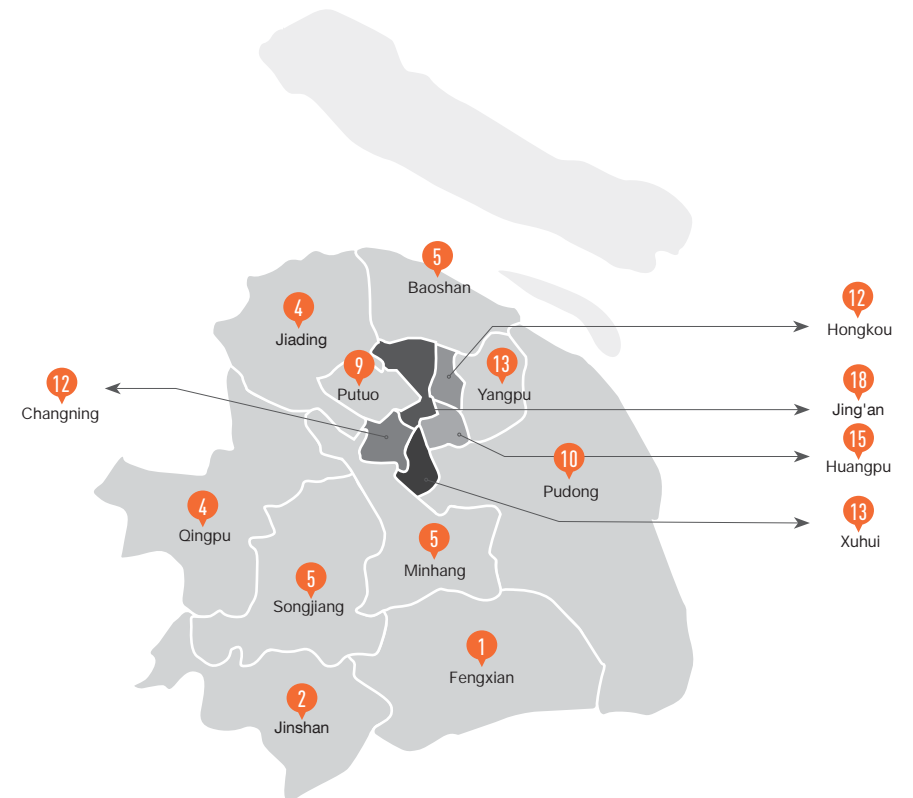 5
Baoshan
4
Jiading
12
Hongkou
9
Putuo
13
Yangpu
12
Changning
18
Jing'an
15
Huangpu
10
Pudong
4
Qingpu
13
Xuhui
5
Minhang
5
Songjiang
1
Fengxian
2
Jinshan